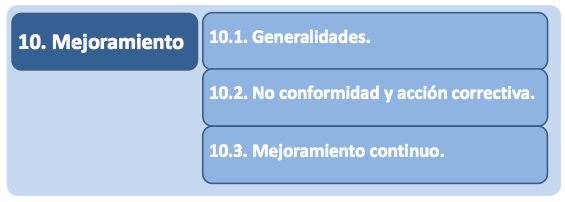 10. Mejoramiento
10.1. Generalidades.
10.2. No conformidad y acción correctiva.
10.3. Mejoramiento continuo.